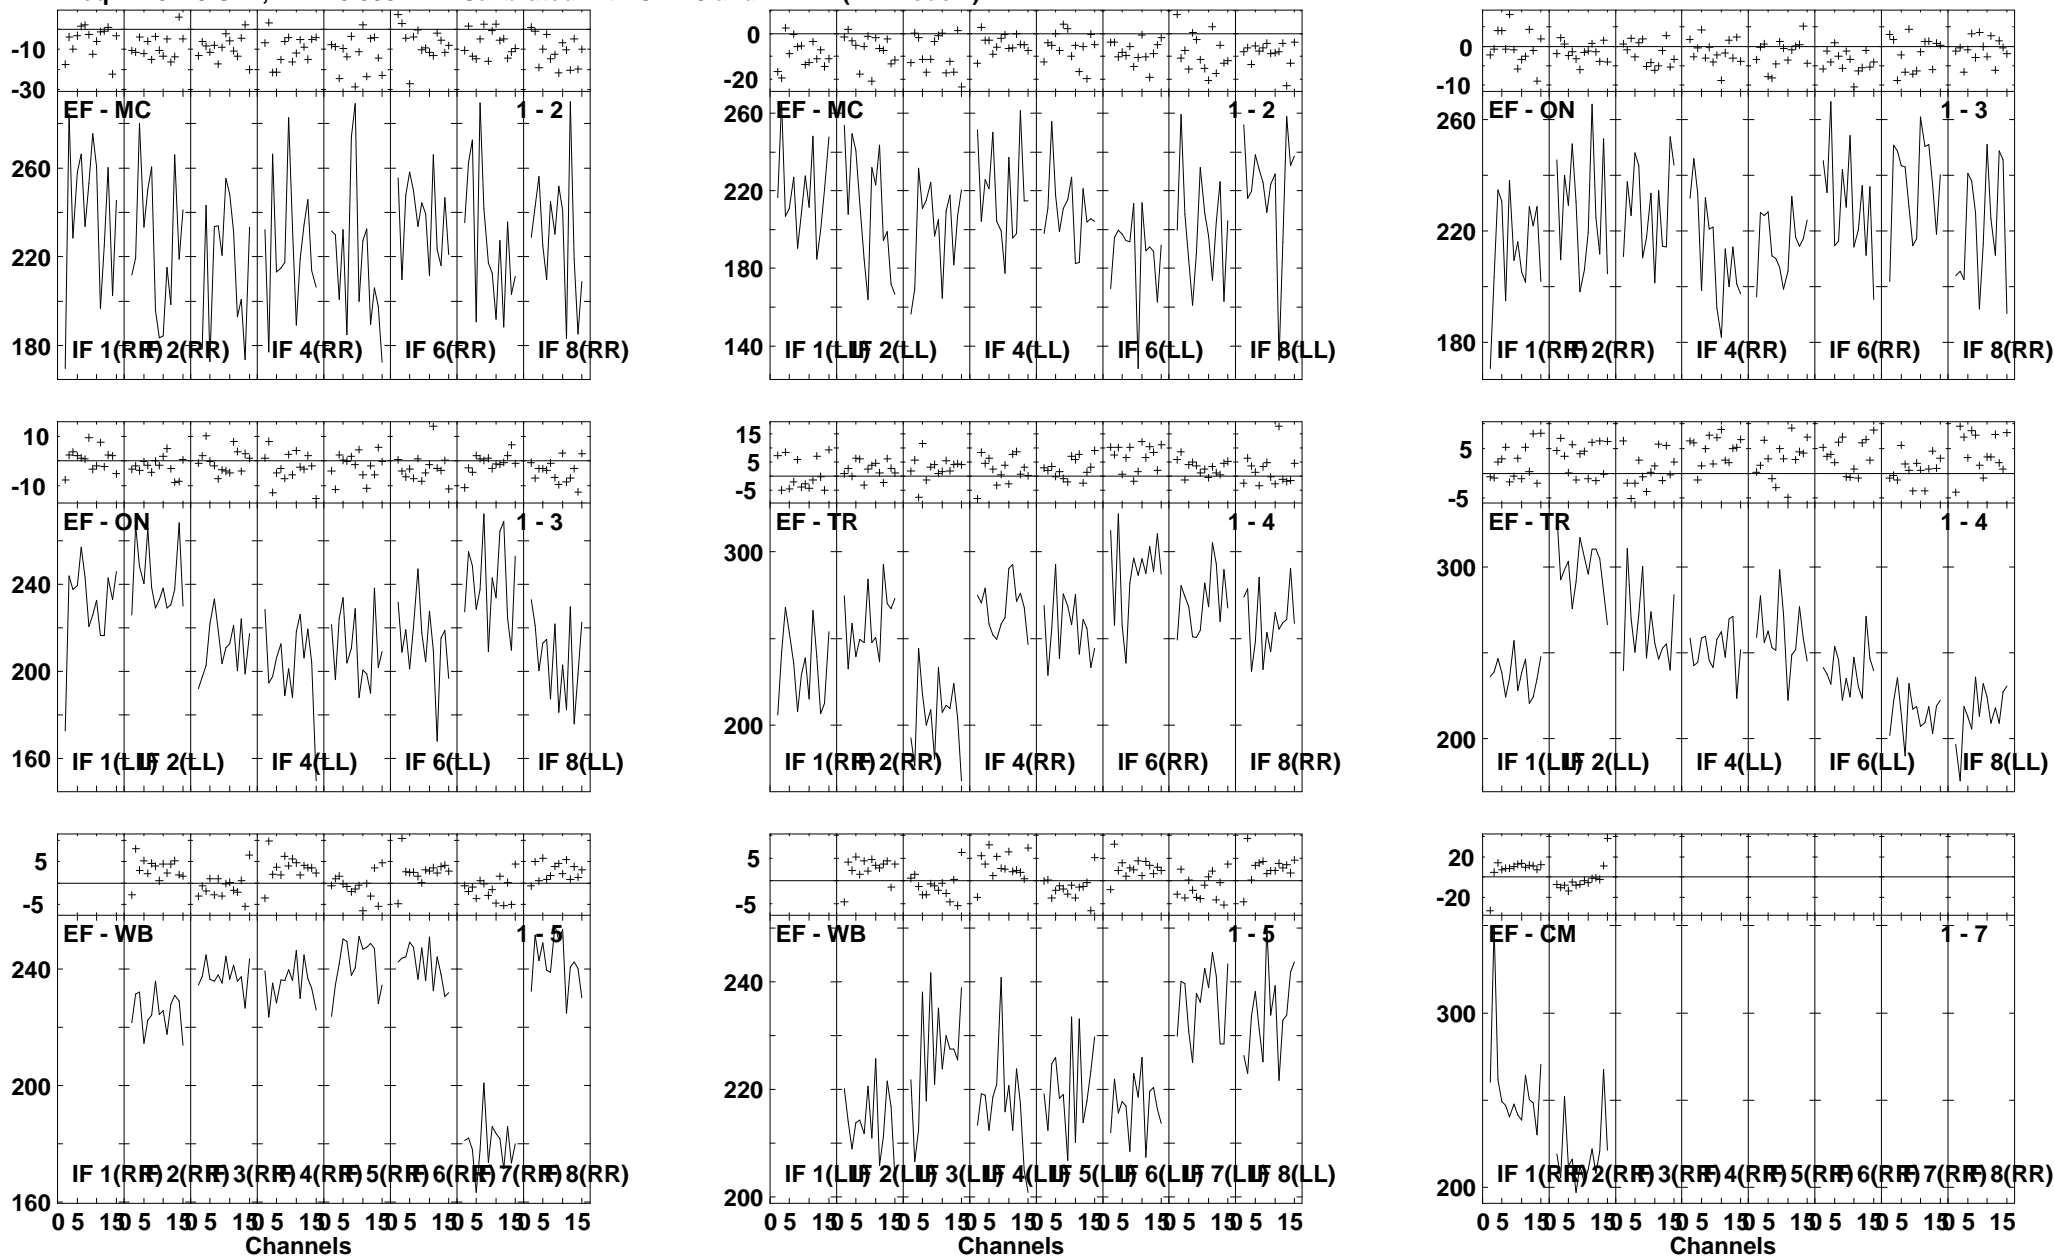 -10
-30
EF - MC 1 - 2
260
220
180
IF 1(RR) IF 2(RR) IF 4(RR) IF 6(RR) IF 8(RR)
0
-20
EF - MC 1 - 2
260
220
180
140
IF 1(LL) IF 2(LL) IF 4(LL) IF 6(LL) IF 8(LL)
0
-10
EF - ON 1 - 3
260
220
180
IF 1(RR) IF 2(RR) IF 4(RR) IF 6(RR) IF 8(RR)
10
-10
EF - ON 1 - 3
240
200
160
IF 1(LL) IF 2(LL) IF 4(LL) IF 6(LL) IF 8(LL)
15
5
-5
EF - TR 1 - 4
300
200
IF 1(RR) IF 2(RR) IF 4(RR) IF 6(RR) IF 8(RR)
5
-5
EF - TR 1 - 4
300
200
IF 1(LL) IF 2(LL) IF 4(LL) IF 6(LL) IF 8(LL)
5
-5
EF - WB 1 - 5
240
200
160
IF 1(RR) IF 2(RR) IF 3(RR) IF 4(RR) IF 5(RR) IF 6(RR) IF 7(RR) IF 8(RR)
0 5 15 0 5 15 0 5 15 0 5 15 0 5 15 0 5 15 0 5 15 0 5 15
Channels
5
-5
EF - WB 1 - 5
240
220
200
IF 1(LL) IF 2(LL) IF 3(LL) IF 4(LL) IF 5(LL) IF 6(LL) IF 7(LL) IF 8(LL)
0 5 15 0 5 15 0 5 15 0 5 15 0 5 15 0 5 15 0 5 15 0 5 15
Channels
20
-20
EF - CM 1 - 7
300
200
IF 1(RR) IF 2(RR) IF 3(RR) IF 4(RR) IF 5(RR) IF 6(RR) IF 7(RR) IF 8(RR)
0 5 15 0 5 15 0 5 15 0 5 15 0 5 15 0 5 15 0 5 15 0 5 15
Channels